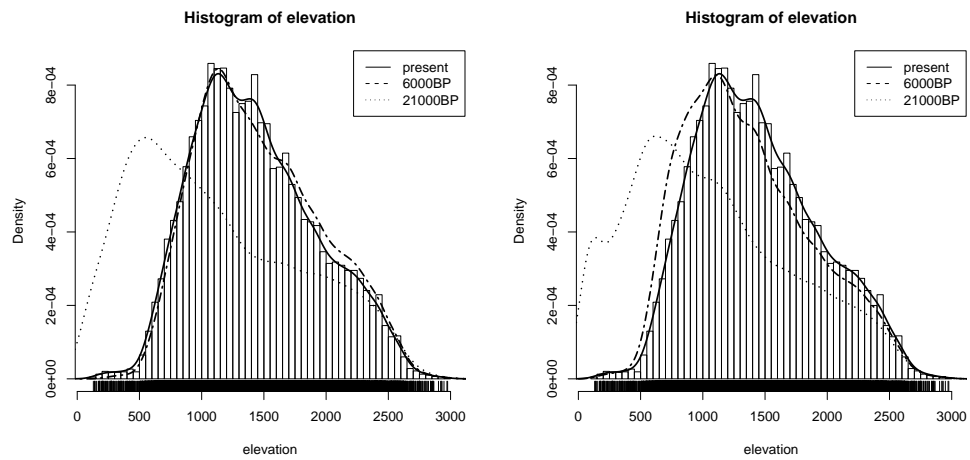 Histogram of elevation
present
6000BP
21000BP
Density
0e+00 2e-04 4e-04 6e-04 8e-04
0 500 1000 1500 2000 2500 3000
elevation
Histogram of elevation
present
6000BP
21000BP
Density
0e+00 2e-04 4e-04 6e-04 8e-04
0 500 1000 1500 2000 2500 3000
elevation